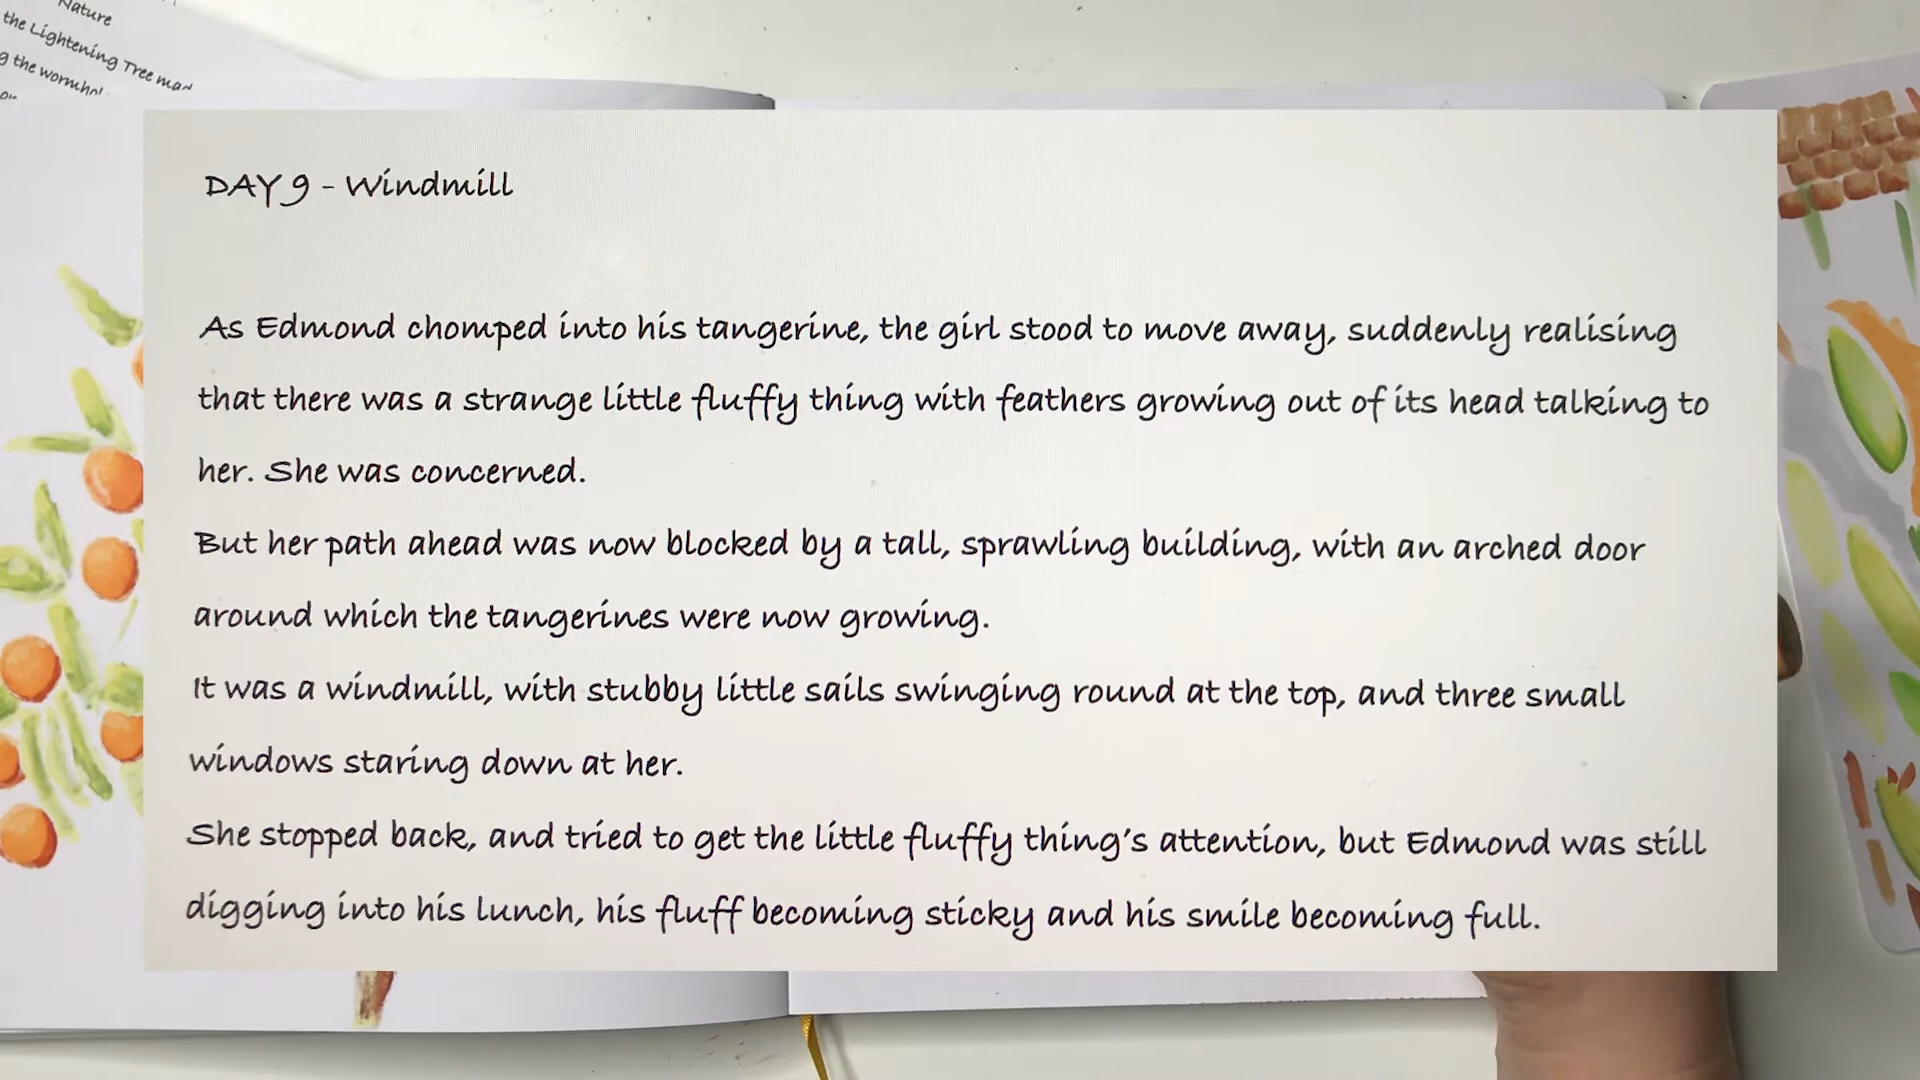 Nature
the Lightening Tree
g the
DAY 9 - Windmill
As Edmond chomped into his tangerine, the girl stood to move away, suddenly realising
that there was a strange little fluffy thing with feathers growing out of its head talking to
her. She was concerned.
But her path ahead was now blocked by a tall, sprawling building, with an arched door
around which the tangerines were now growing.
It was a windmill, with stubby little sails swinging round at the top, and three small
windows staring down at her.
She stopped back, and tried to get the little fluffy thing's attention, but Edmond was still
digging into his lunch, his fluff becoming sticky and his smile becoming full.